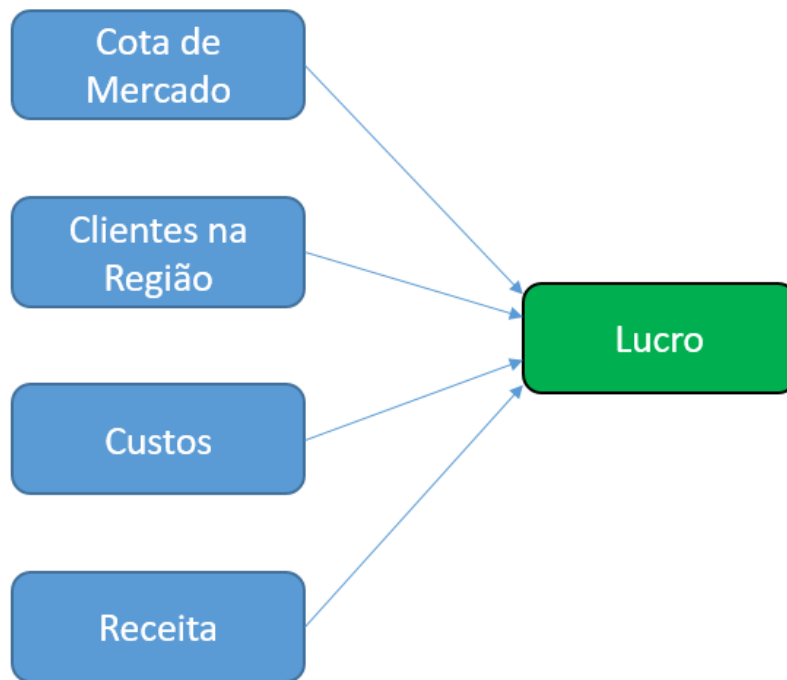 Cota de
Mercado
Clientes na
Região
Lucro
Custos
Receita